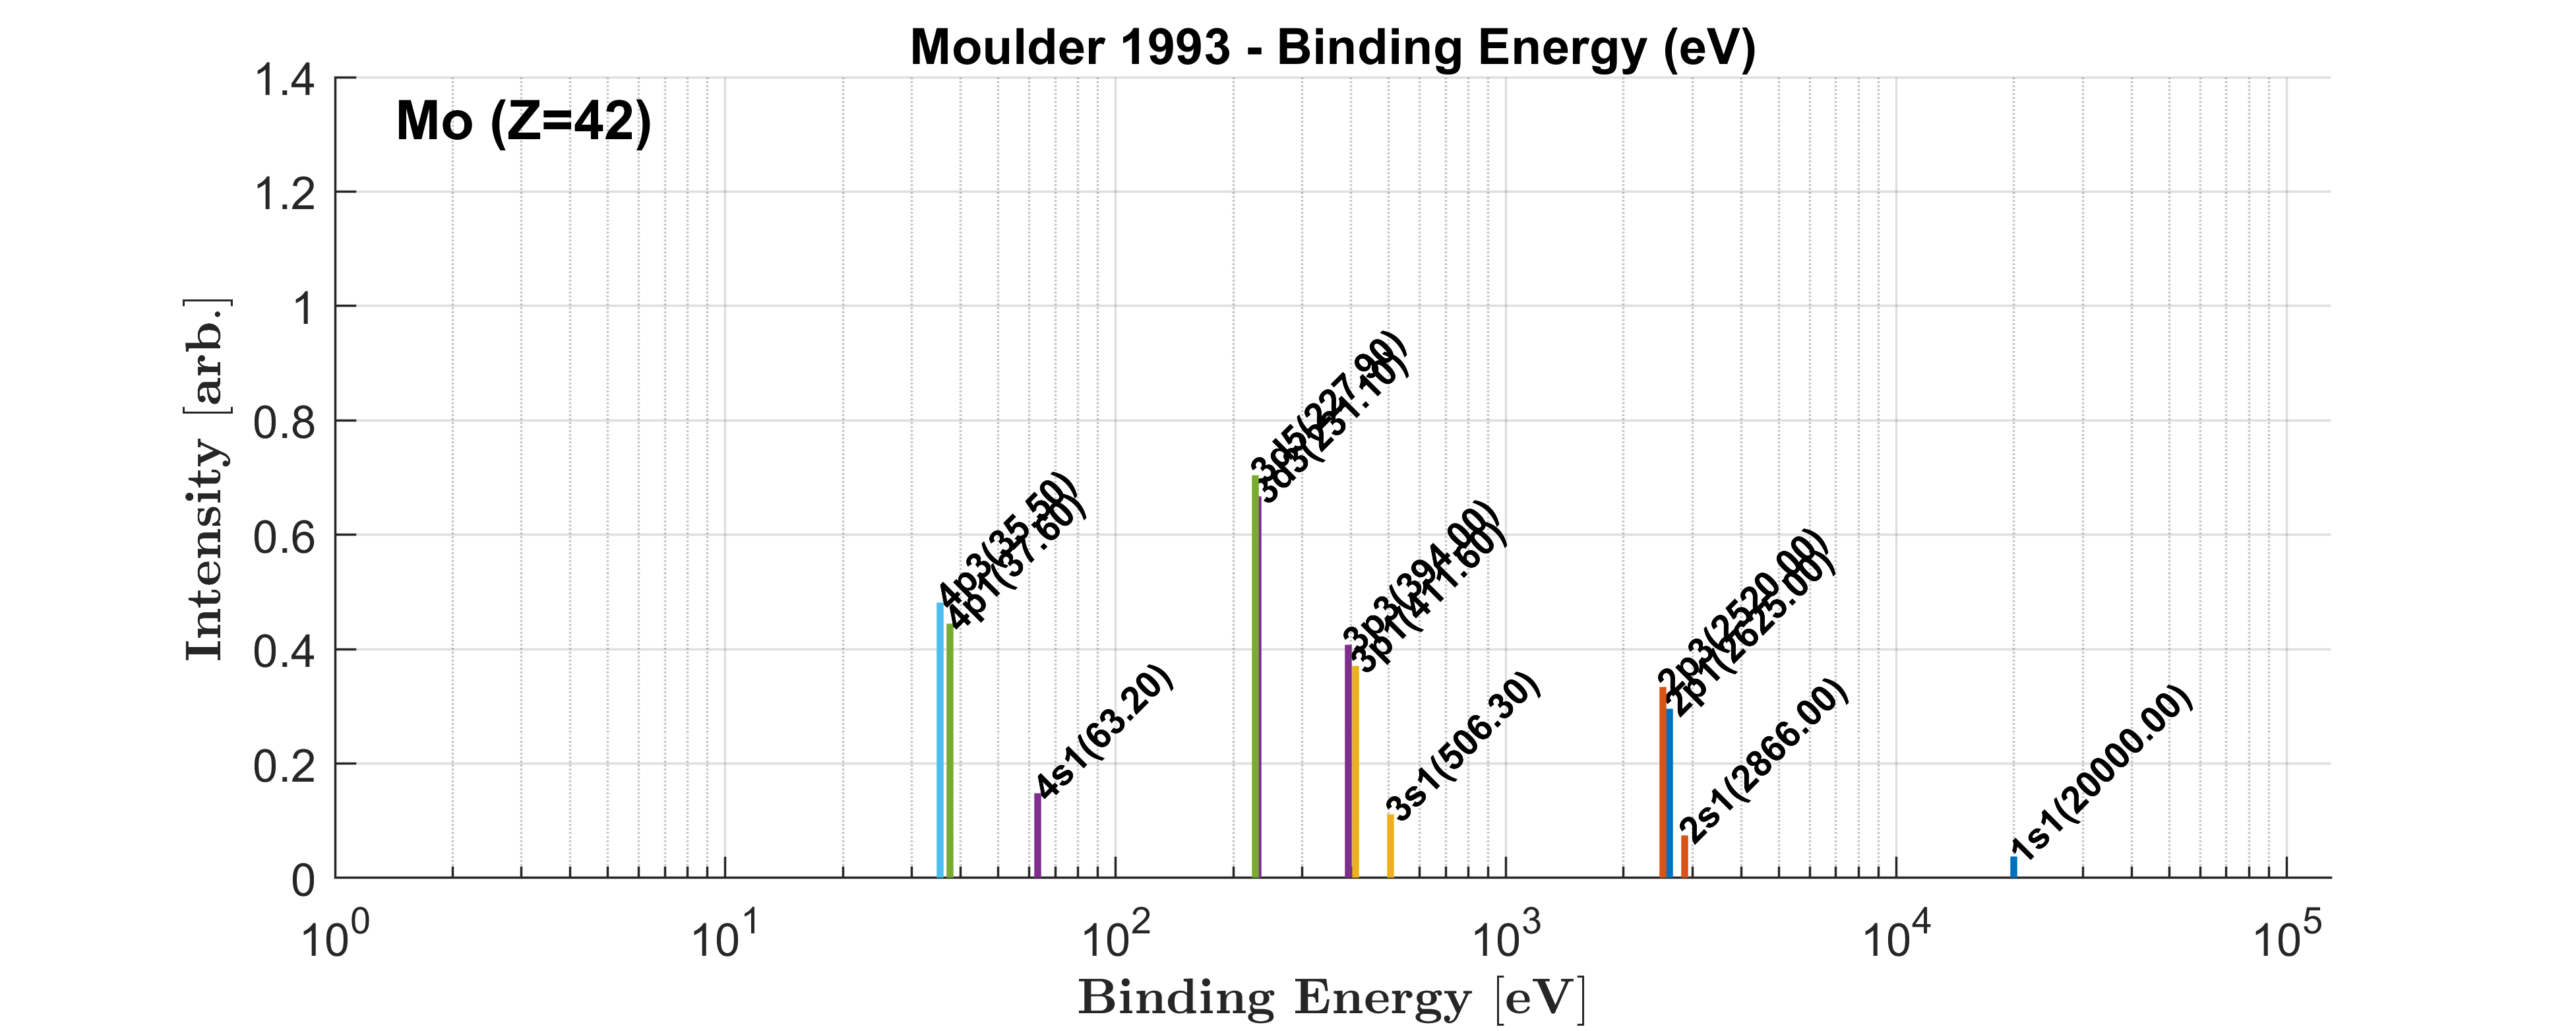 Moulder 1993 - Binding Energy (eV)
Mo (Z=42)
Intensity [arb.]
1.4
1.2
1
0.8
0.6
0.4
0.2
0
4p3(35.50)
4p1(37.60)
4s1(63.20)
3d5(227.90)
3d3(231.10)
3p3(394.00)
3p1(411.60)
3s1(506.30)
2p3(2520.00)
2p1(2625.00)
2s1(2866.00)
1s1(20000.00)
10^0 10^1 10^2 10^3 10^4 10^5
Binding Energy [eV]